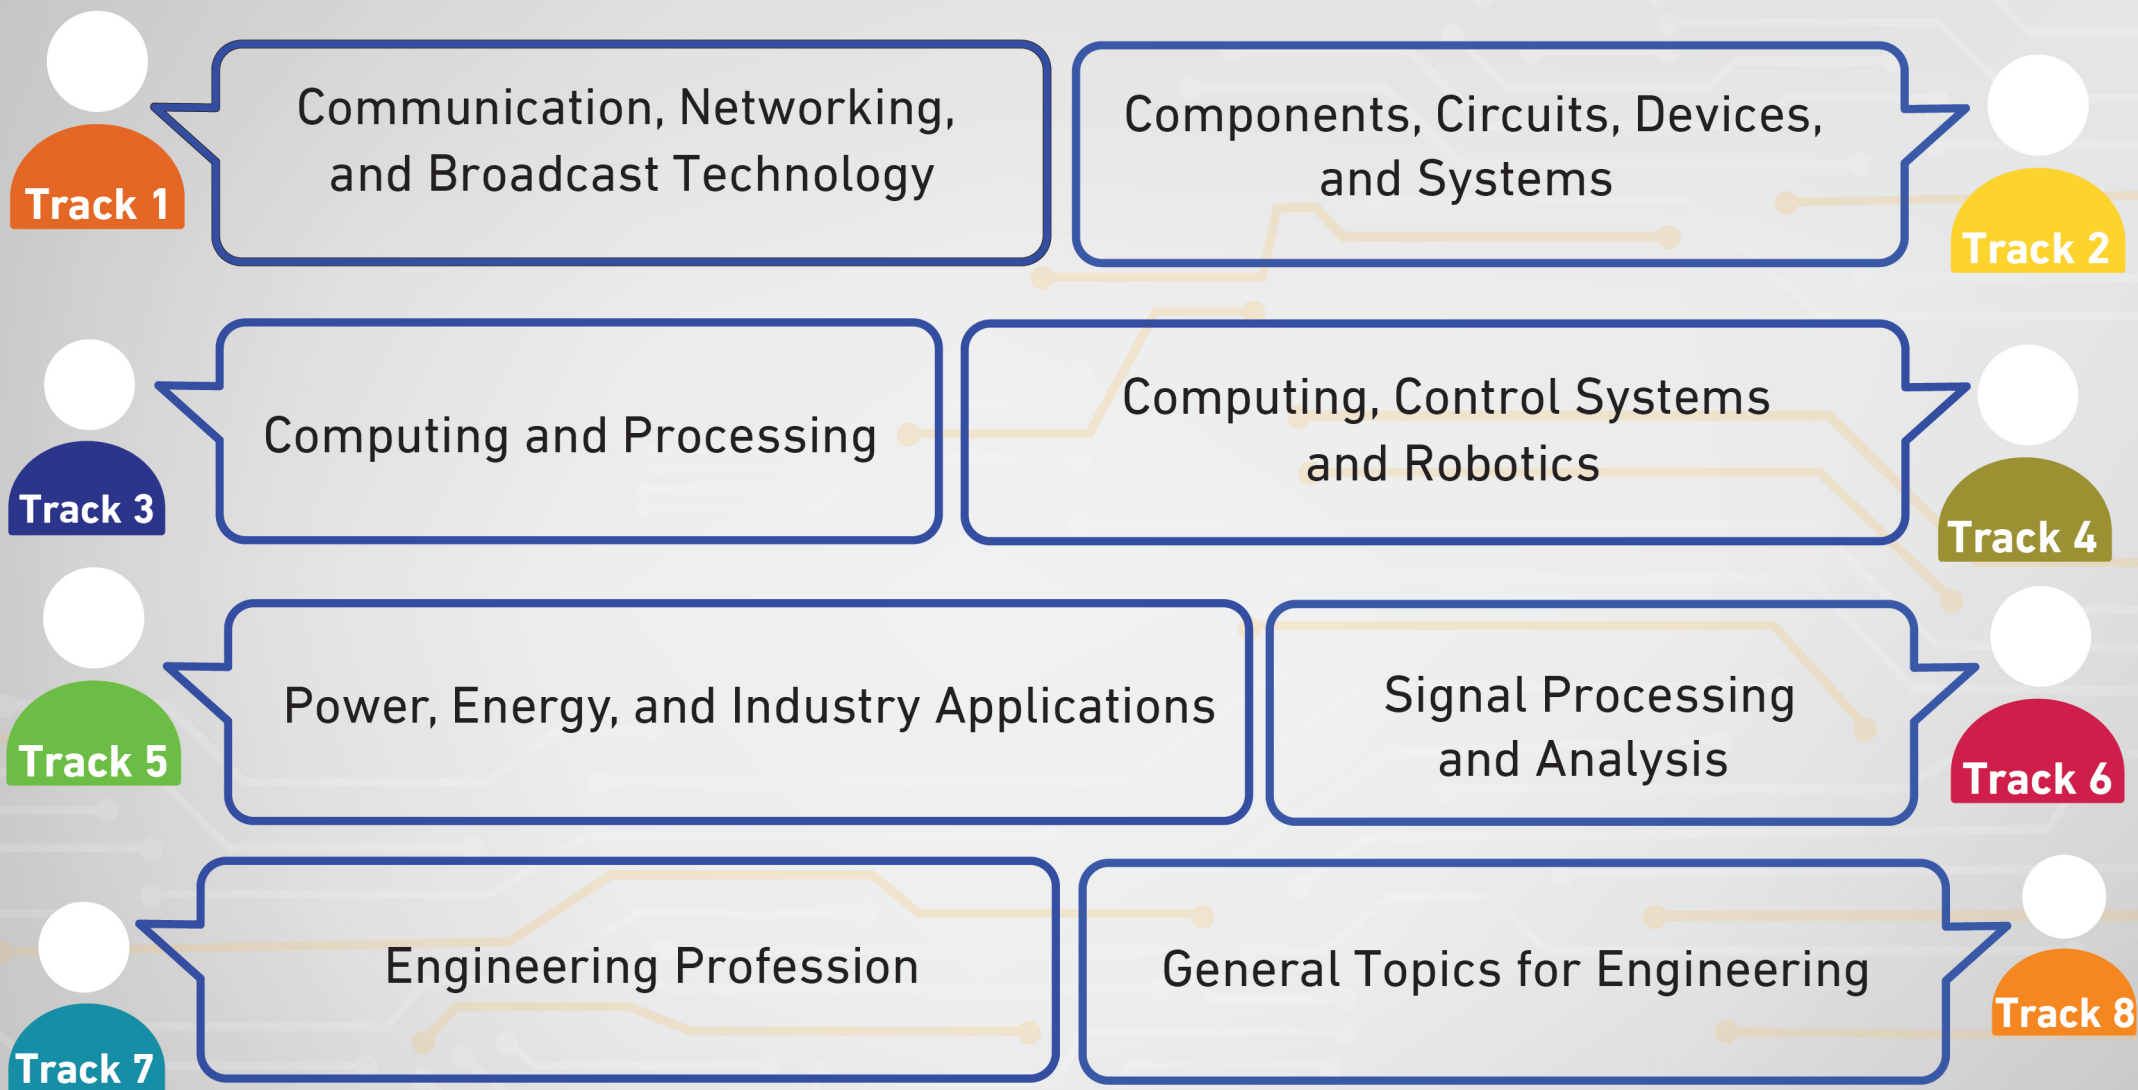 Track 1
Communication, Networking,
and Broadcast Technology
Components, Circuits, Devices,
and Systems
Track 2
Track 3
Computing and Processing
Computing, Control Systems
and Robotics
Track 4
Track 5
Power, Energy, and Industry Applications
Signal Processing
and Analysis
Track 6
Track 7
Engineering Profession
General Topics for Engineering
Track 8